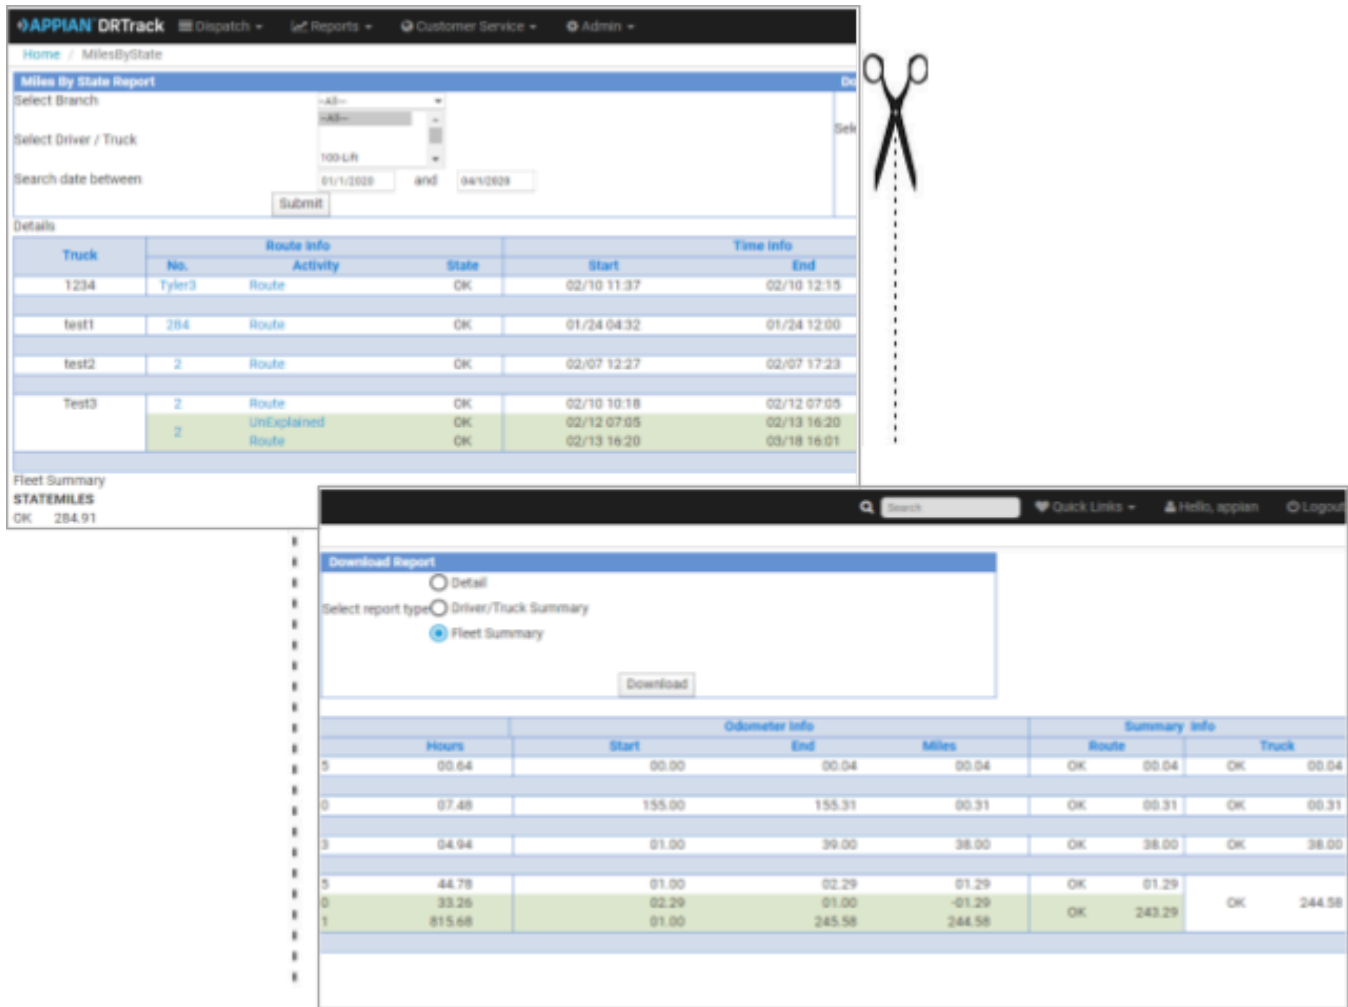 APPIAN DRTrack Dispatch Reports Customer Service Admin
Home / MilesByState
Miles By State Report Do
Select Branch --All--
--All--
Select Driver / Truck Sele
100-Lift
Search date between 01/1/2020 and 04/1/2020
Submit
Details
Truck Route Info Time Info
No. Activity State Start End
1234 Tyler3 Route OK 02/10 11:37 02/10 12:15
test1 284 Route OK 01/24 04:32 01/24 12:00
test2 2 Route OK 02/07 12:27 02/07 17:23
Test3 2 Route OK 02/10 10:18 02/12 07:05
2 UnExplained OK 02/12 07:05 02/13 16:20
Route OK 02/13 16:20 03/18 16:01
Fleet Summary
STATEMILES
OK 284.91
Search Quick Links Hello, appian Logout
Download Report
Detail
Select report type Driver/Truck Summary
Fleet Summary
Download
Odometer Info Summary Info
Hours Start End Miles Route Truck
5 00.64 00.00 00.04 00.04 OK 00.04 OK 00.04
0 07.48 155.00 155.31 00.31 OK 00.31 OK 00.31
3 04.94 01.00 39.00 38.00 OK 38.00 OK 38.00
5 44.78 01.00 02.29 01.29 OK 01.29
0 33.26 02.29 01.00 -01.29 OK 243.29 OK 244.58
1 815.68 01.00 245.58 244.58